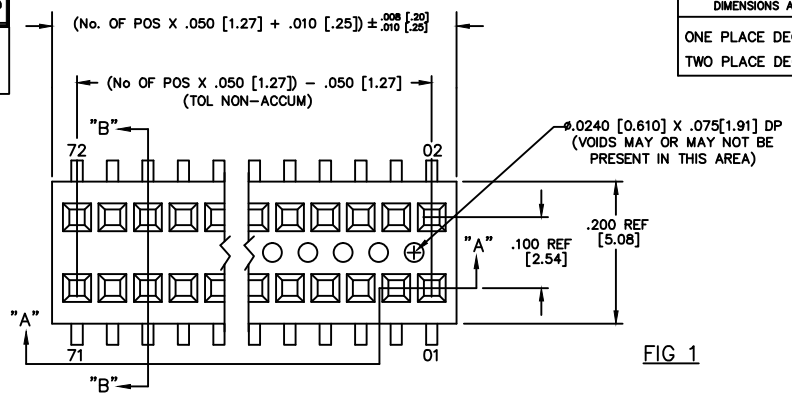 (No. OF POS X .050 [1.27] + .010 [.25]) ± .008 [.20]
.010 [.25]
DIMENSIONS A
ONE PLACE DE
TWO PLACE DE
(No OF POS X .050 [1.27]) - .050 [1.27]
(TOL NON-ACCUM)
"B"
72
02
ø.0240 [0.610] X .075[1.91] DP
(VOIDS MAY OR MAY NOT BE
PRESENT IN THIS AREA)
"A"
.100 REF
[2.54]
.200 REF
[5.08]
"A"
71
01
"B"
FIG 1